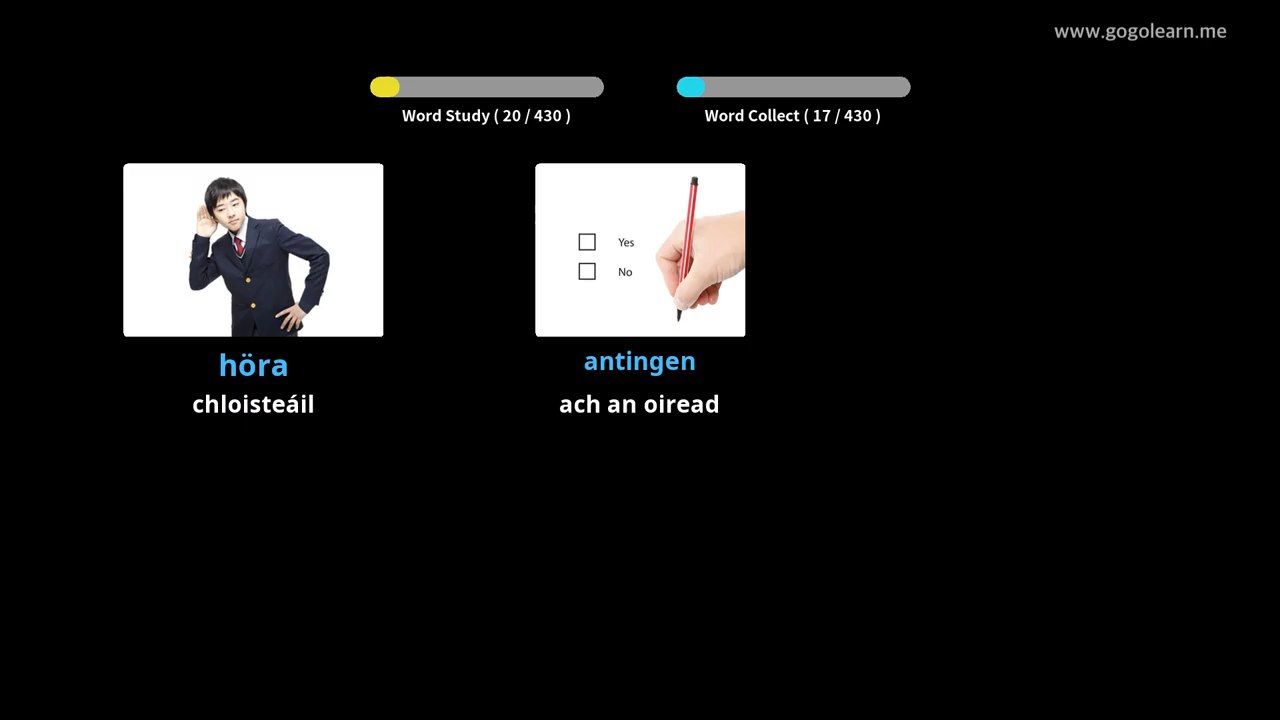 www.gogolearn.me
Word Study ( 20 / 430 )
Word Collect ( 17 / 430 )
Yes
No
höra
antingen
chloisteáil
ach an oiread